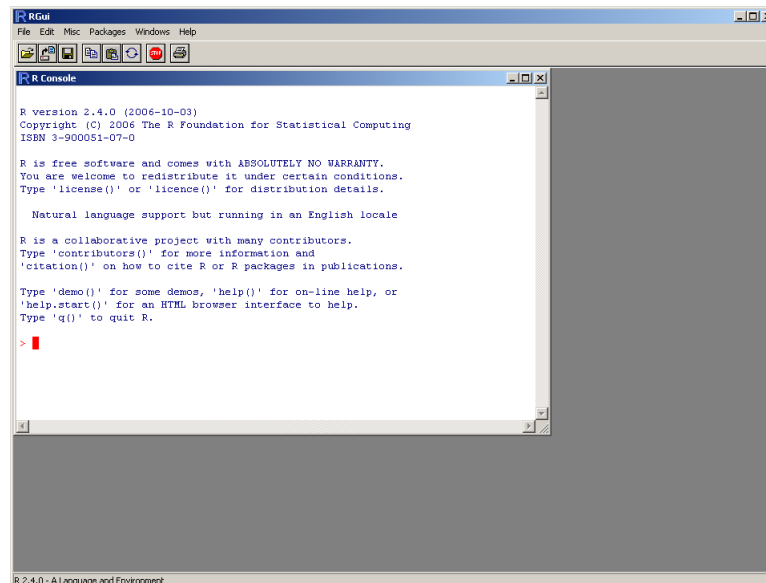 RGui
File Edit Misc Packages Windows Help
STOP
R Console
R version 2.4.0 (2006-10-03)
Copyright (C) 2006 The R Foundation for Statistical Computing
ISBN 3-900051-07-0
R is free software and comes with ABSOLUTELY NO WARRANTY.
You are welcome to redistribute it under certain conditions.
Type 'license()' or 'licence()' for distribution details.
Natural language support but running in an English locale
R is a collaborative project with many contributors.
Type 'contributors()' for more information and
'citation()' on how to cite R or R packages in publications.
Type 'demo()' for some demos, 'help()' for on-line help, or
'help.start()' for an HTML browser interface to help.
Type 'q()' to quit R.
>
R 2.4.0 - A Language and Environment